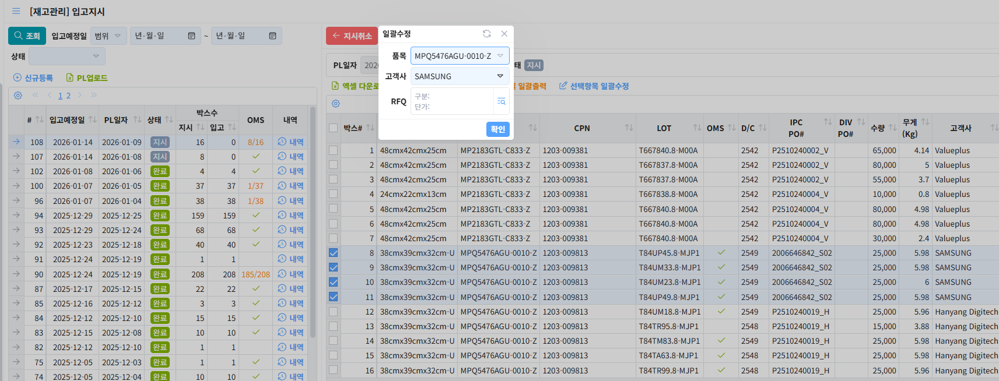 [재고관리] 입고지시
조회 입고예정일 범위 년-월-일 ~ 년-월-일
상태
신규등록 PL업로드
« < 1 2 > »
# 입고예정일 PL일자 상태 박스수 OMS 내역
지시 입고
108 2026-01-14 2026-01-09 지시 16 0 8/16 내역
107 2026-01-14 2026-01-08 지시 8 0 내역
102 2026-01-08 2026-01-06 완료 4 4 내역
100 2026-01-07 2026-01-05 완료 37 37 1/37 내역
96 2026-01-07 2026-01-04 완료 38 38 1/38 내역
94 2025-12-29 2025-12-25 완료 159 159 내역
93 2025-12-29 2025-12-24 완료 68 68 내역
92 2025-12-23 2025-12-18 완료 40 40 내역
91 2025-12-24 2025-12-19 완료 1 1 내역
90 2025-12-24 2025-12-19 완료 208 208 185/208 내역
87 2025-12-17 2025-12-15 완료 22 22 내역
85 2025-12-16 2025-12-12 완료 3 3 내역
84 2025-12-12 2025-12-10 완료 15 15 내역
83 2025-12-15 2025-12-08 완료 10 10 내역
82 2025-12-12 2025-12-10 완료 1 1 내역
75 2025-12-05 2025-12-03 완료 1 1 내역
74 2025-12-05 2025-12-04 완료 10 10 내역
지시취소
PL일자 202 태 지시
엑셀 다운로 일괄출력 선택항목 일괄수정
일괄수정
품목 MPQ5476AGU-0010-Z
고객사 SAMSUNG
RFQ 구분:
단가:
확인
박스# CPN LOT OMS D/C IPC PO# DIV PO# 수량 무게 (Kg) 고객사
1 48cmx42cmx25cm MP2183GTL-C833-Z 1203-009381 T667840.8-M00A 2542 P2510240002_V 65,000 4.14 Valueplus
2 48cmx42cmx25cm MP2183GTL-C833-Z 1203-009381 T667837.8-M00A 2542 P2510240002_V 80,000 5 Valueplus
3 48cmx42cmx25cm MP2183GTL-C833-Z 1203-009381 T667837.8-M00A 2542 P2510240002_V 55,000 3.7 Valueplus
4 24cmx22cmx13cm MP2183GTL-C833-Z 1203-009381 T667838.8-M00A 2542 P2510240004_V 10,000 0.8 Valueplus
5 48cmx42cmx25cm MP2183GTL-C833-Z 1203-009381 T667840.8-M00A 2542 P2510240004_V 80,000 4.98 Valueplus
6 48cmx42cmx25cm MP2183GTL-C833-Z 1203-009381 T667840.8-M00A 2542 P2510240004_V 80,000 4.98 Valueplus
7 48cmx42cmx25cm MP2183GTL-C833-Z 1203-009381 T667840.8-M00A 2542 P2510240004_V 30,000 2.4 Valueplus
8 38cmx39cmx32cm-U MPQ5476AGU-0010-Z 1203-009813 T84UP45.8-MJP1 2549 2006646842_S02 25,000 5.98 SAMSUNG
9 38cmx39cmx32cm-U MPQ5476AGU-0010-Z 1203-009813 T84UM33.8-MJP1 2549 2006646842_S02 25,000 5.98 SAMSUNG
10 38cmx39cmx32cm-U MPQ5476AGU-0010-Z 1203-009813 T84UM23.8-MJP1 2549 2006646842_S02 25,000 6 SAMSUNG
11 38cmx39cmx32cm-U MPQ5476AGU-0010-Z 1203-009813 T84UP49.8-MJP1 2549 2006646842_S02 25,000 5.98 SAMSUNG
12 38cmx39cmx32cm-U MPQ5476AGU-0010-Z 1203-009813 T84UM18.8-MJP1 2549 P2510240019_H 25,000 5.96 Hanyang Digitech
13 38cmx39cmx32cm-U MPQ5476AGU-0010-Z 1203-009813 T84TR95.8-MJP1 2548 P2510240019_H 15,000 3.88 Hanyang Digitech
14 38cmx39cmx32cm-U MPQ5476AGU-0010-Z 1203-009813 T84TM83.8-MJP1 2549 P2510240019_H 25,000 5.98 Hanyang Digitech
15 38cmx39cmx32cm-U MPQ5476AGU-0010-Z 1203-009813 T84TA63.8-MJP1 2548 P2510240019_H 25,000 5.98 Hanyang Digitech
16 38cmx39cmx32cm-U MPQ5476AGU-0010-Z 1203-009813 T84TR99.8-MJP1 2548 P2510240019_H 25,000 5.96 Hanyang Digitech